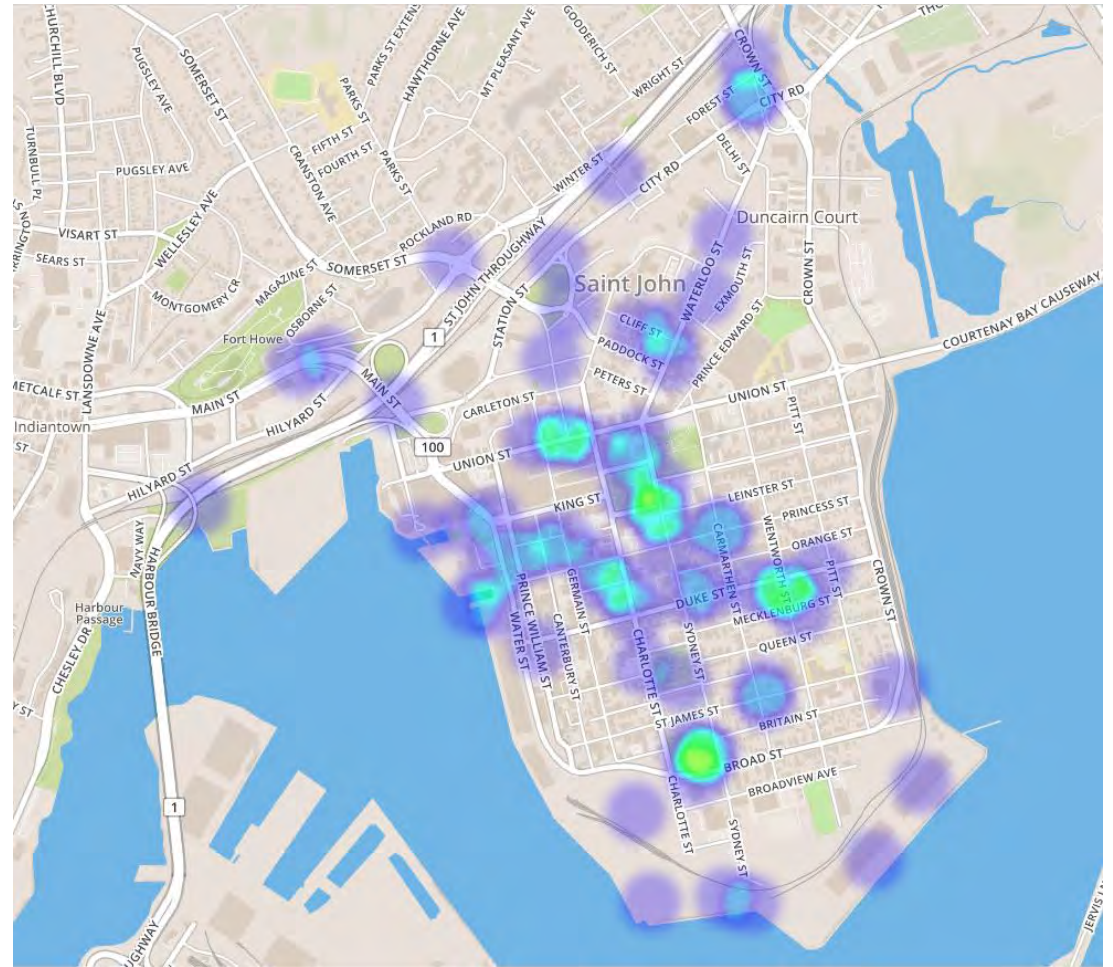 CHURCHILL BLVD
PUGSLEY AVE
SOMERSET ST
PARKS ST EXTENS
HAWTHORNE AVE
MT PLEASANT AVE
GOODERICH ST
WRIGHT ST
CROWN ST
FOREST ST
CITY RD
TURNBULL PL
FIFTH ST
FOURTH ST
PARKS ST
CRANSTON AVE
PARKS ST
PUGSLEY AVE
WINTER ST
CITY RD
DELHI ST
WELLESLEY AVE
VISART ST
SEARS ST
ROCKLAND RD
SOMERSET ST
MAGAZINE ST
MONTGOMERY CR
OSBORNE ST
Fort Howe
ST JOHN THROUGHWAY
1
STATION ST
Duncairn Court
Saint John
WATERLOO ST
EXMOUTH ST
CROWN ST
CLIFF ST
PADDOCK ST
PRINCE EDWARD ST
PETERS ST
COURTENAY BAY CAUSEWAY
LANSDOWNE AVE
METCALF ST
MAIN ST
MAIN ST
Indiantown
HILYARD ST
CARLETON ST
100
UNION ST
UNION ST
PITT ST
ST
HILYARD ST
KING ST
LEINSTER ST
PRINCESS ST
ORANGE ST
NAVY WAY
HARBOUR BRIDGE
Harbour
Passage
CHESLEY DR
PRINCE WILLIAM ST
WATER ST
GERMAIN ST
CANTERBURY ST
CHARLOTTE ST
DUKE ST
SYDNEY ST
CARMARTHEN ST
WENTWORTH ST
MECKLENBURG ST
PITT ST
CROWN ST
QUEEN ST
ST JAMES ST
BRITAIN ST
BROAD ST
BROADVIEW AVE
CHARLOTTE ST
SYDNEY ST
1
UGHWAY